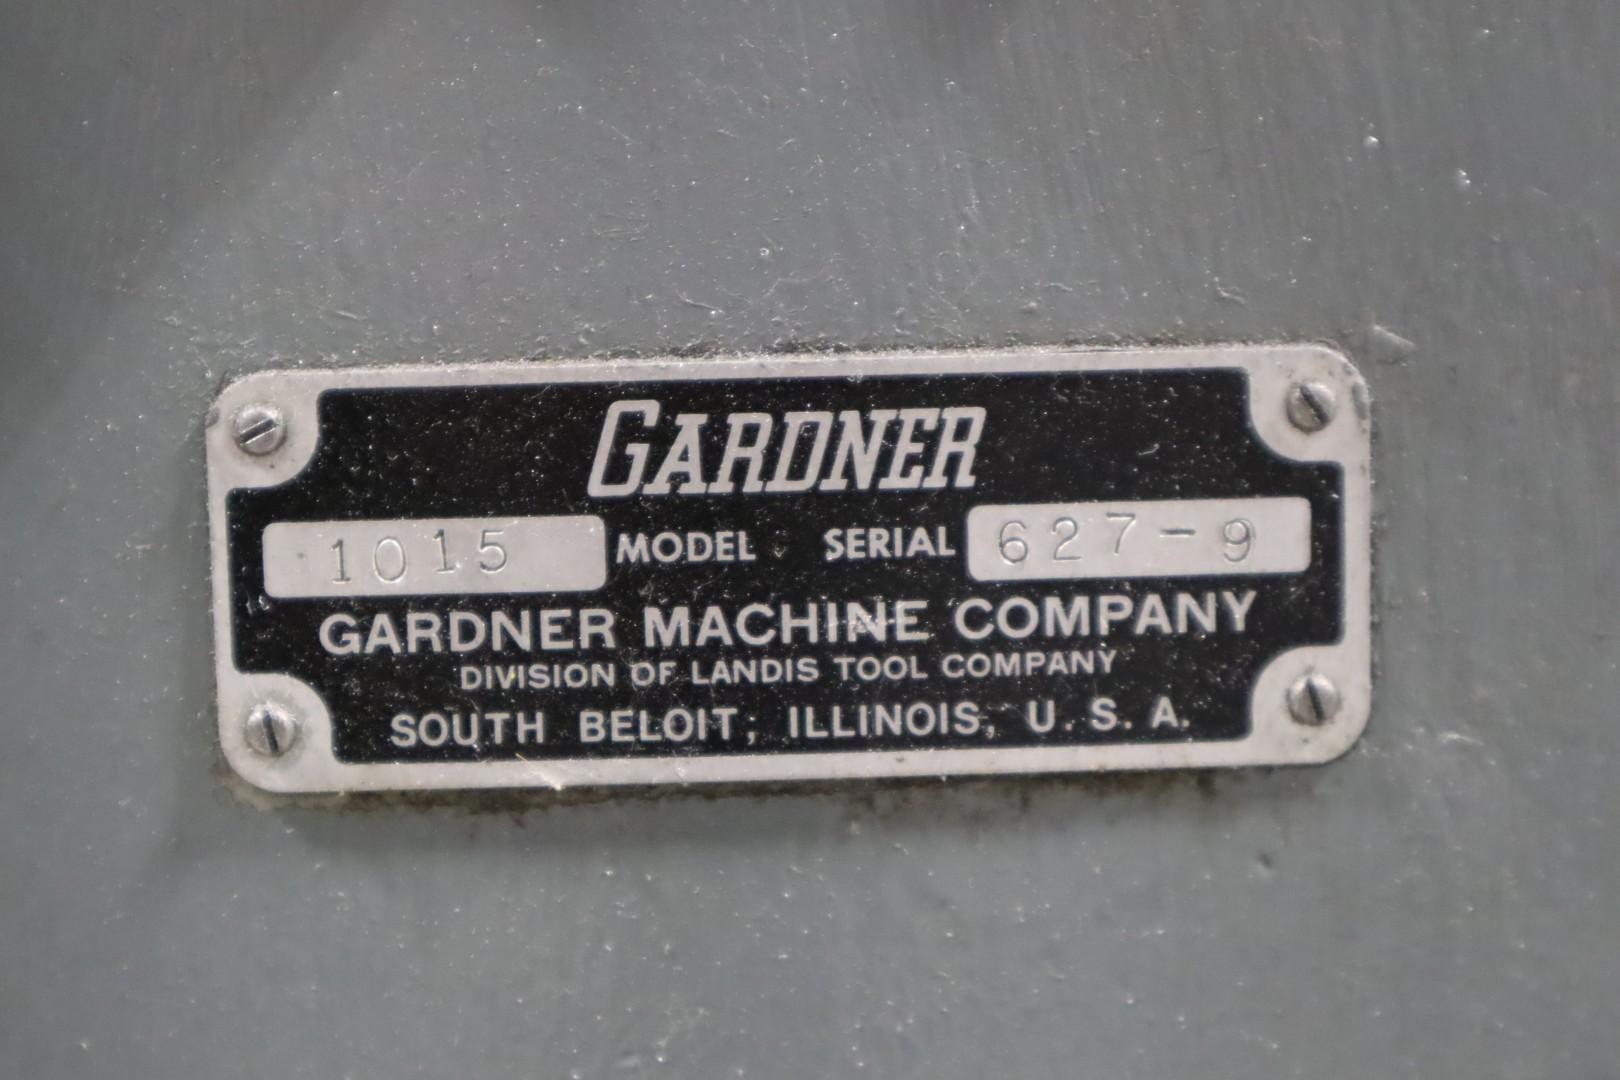 GARDNER
1015 MODEL SERIAL 627-9
GARDNER MACHINE COMPANY
DIVISION OF LANDIS TOOL COMPANY
SOUTH BELOIT, ILLINOIS, U.S.A.